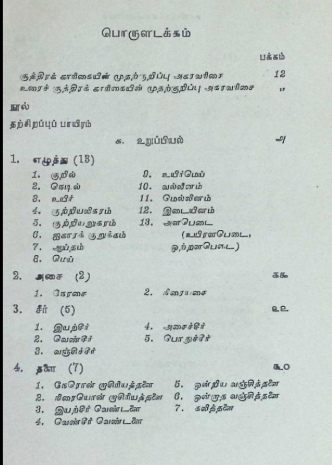 பொருளடக்கம்
பக்கம்
சூத்திரக் காரிகையின் முதற்குறிப்பு அகரவரிசை 12
உரைச் சூத்திரக் காரிகையின் முதற்குறிப்பு அகரவரிசை ,,
நூல்
தற்சிறப்புப் பாயிரம்
க. உறுப்பியல் அ
1. எழுத்து (13)
1. குறில் 9. உயிர்மெய்
2. நெடில் 10. வல்லினம்
3. உயிர் 11. மெல்லினம்
4. குற்றியலிகரம் 12. இடையினம்
5. குற்றியலுகரம் 13. அளபெடை
6. ஐகாரக் குறுக்கம் (உயிரளபெடை,
7. ஆய்தம் ஒற்றளபெடை)
8. மெய்
2. அசை (2) கக
1. நேரசை 2. நிரையசை
3. சீர் (5) உஉ
1. இயற்சீர் 4. அசைச்சீர்
2. வெண்சீர் 5. பொதுச்சீர்
3. வஞ்சிச்சீர்
4. தளை (7) ௩0
1. நேரொன் றாசிரியத்தளை 5. ஒன்றிய வஞ்சித்தளை
2. நிரையொன் றாசிரியத்தளை 6. ஒன்றாத வஞ்சித்தளை
3. இயற்சீர் வெண்டளை 7. கலித்தளை
4. வெண்சீர் வெண்டளை